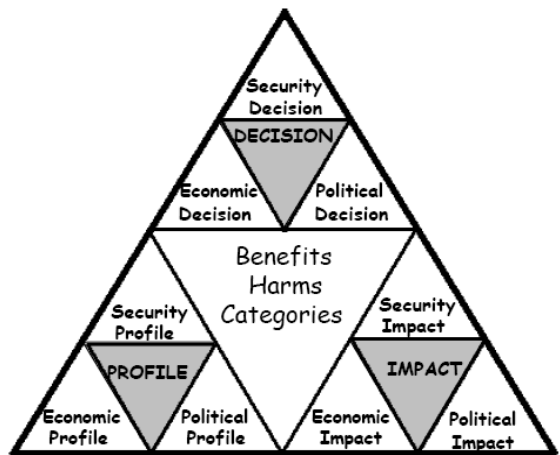 Security
Decision
DECISION
Economic
Decision
Political
Decision
Benefits
Harms
Categories
Security
Profile
Security
Impact
PROFILE
IMPACT
Economic
Profile
Political
Profile
Economic
Impact
Political
Impact